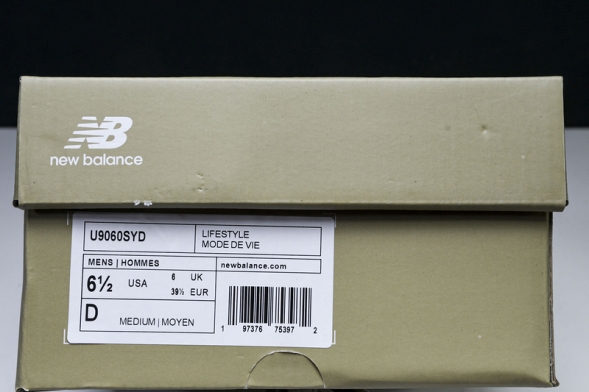 NB
new balance
U9060SYD
LIFESTYLE
MODE DE VIE
MENS | HOMMES
newbalance.com
6½ USA 6 UK
39½ EUR
D MEDIUM | MOYEN
1 97376 75397 2